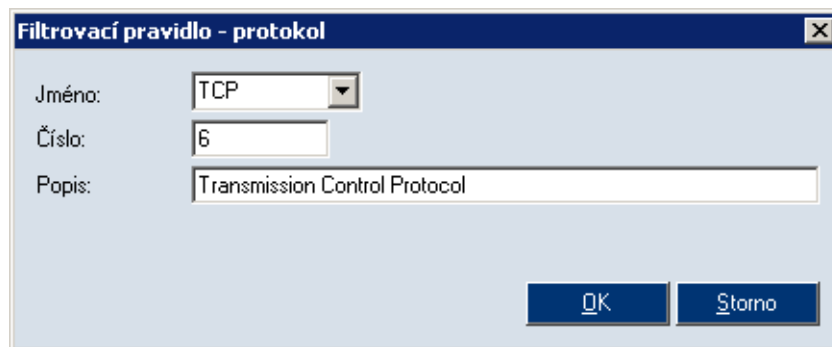 Filtrovací pravidlo - protokol
Jméno: TCP
Číslo: 6
Popis: Transmission Control Protocol
OK Storno